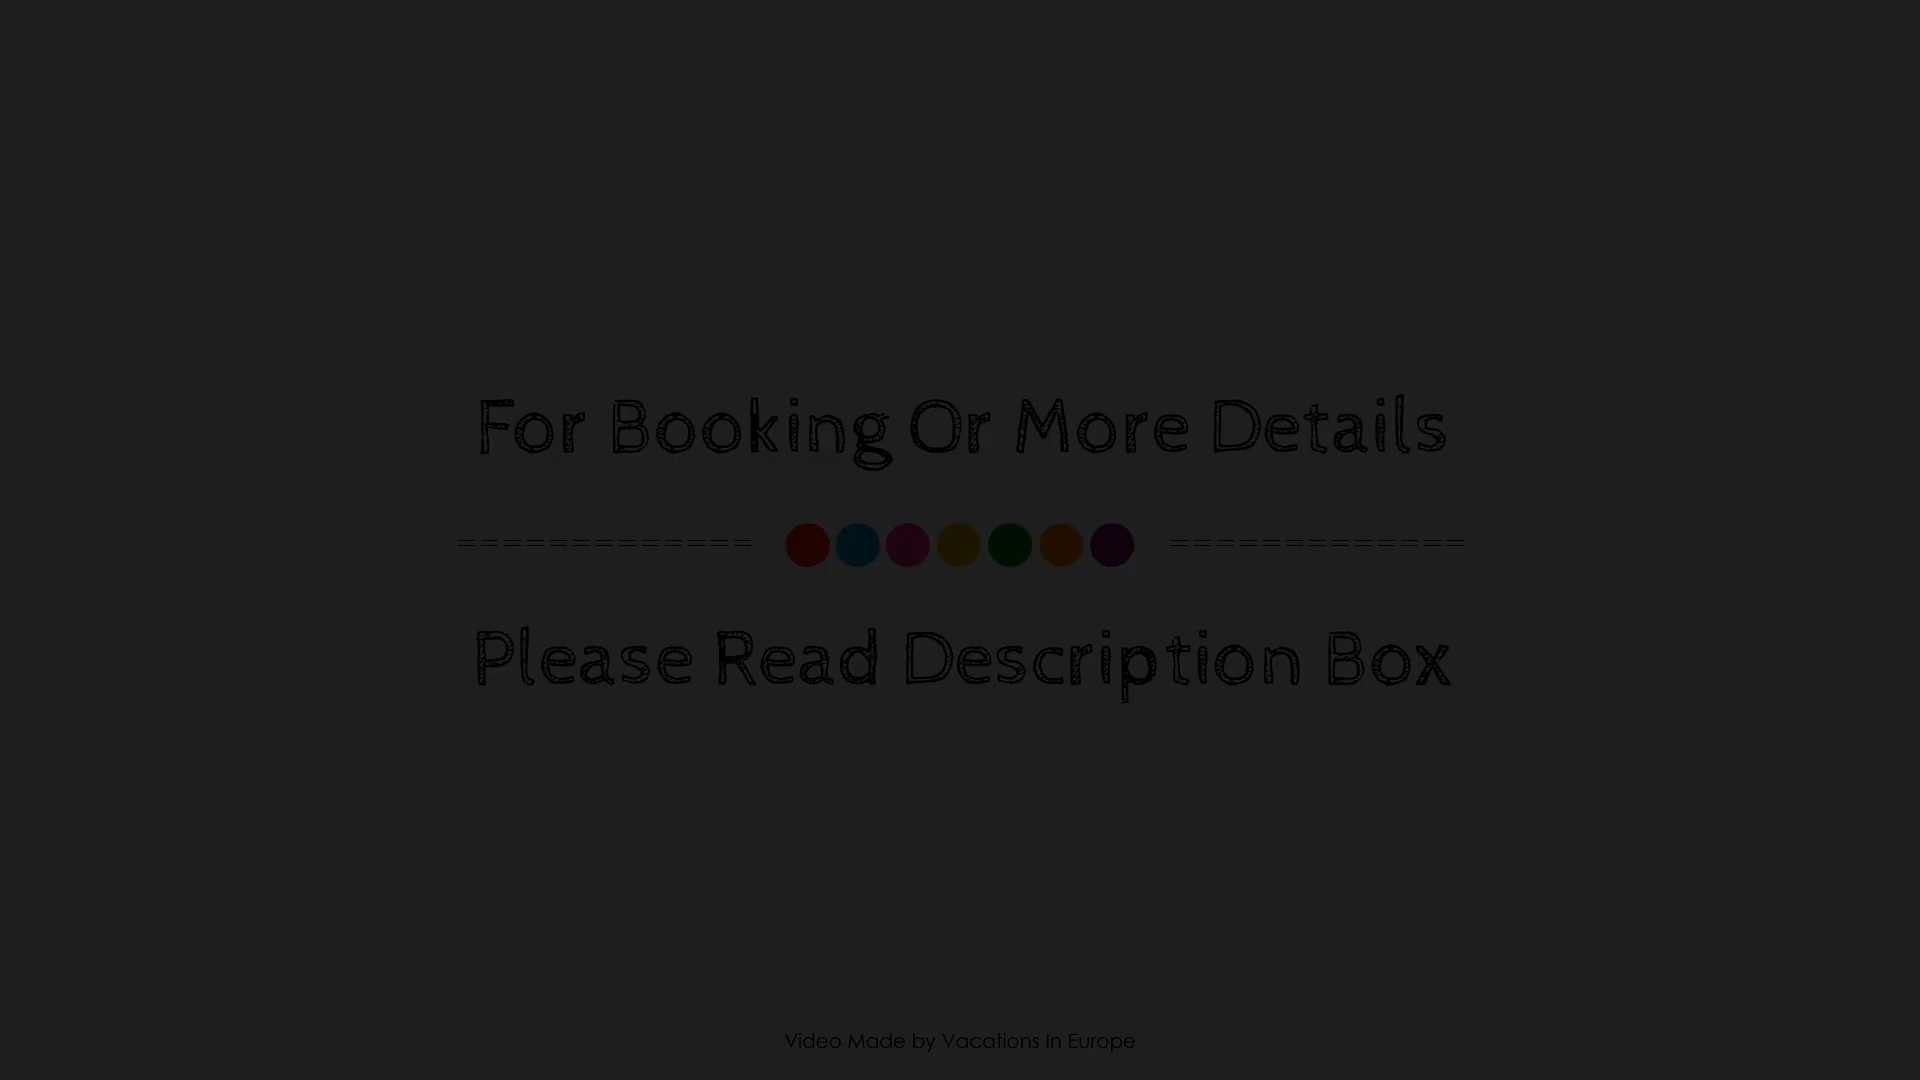 For Booking Or More Details
============= =============
Please Read Description Box
Video Made by Vacations In Europe